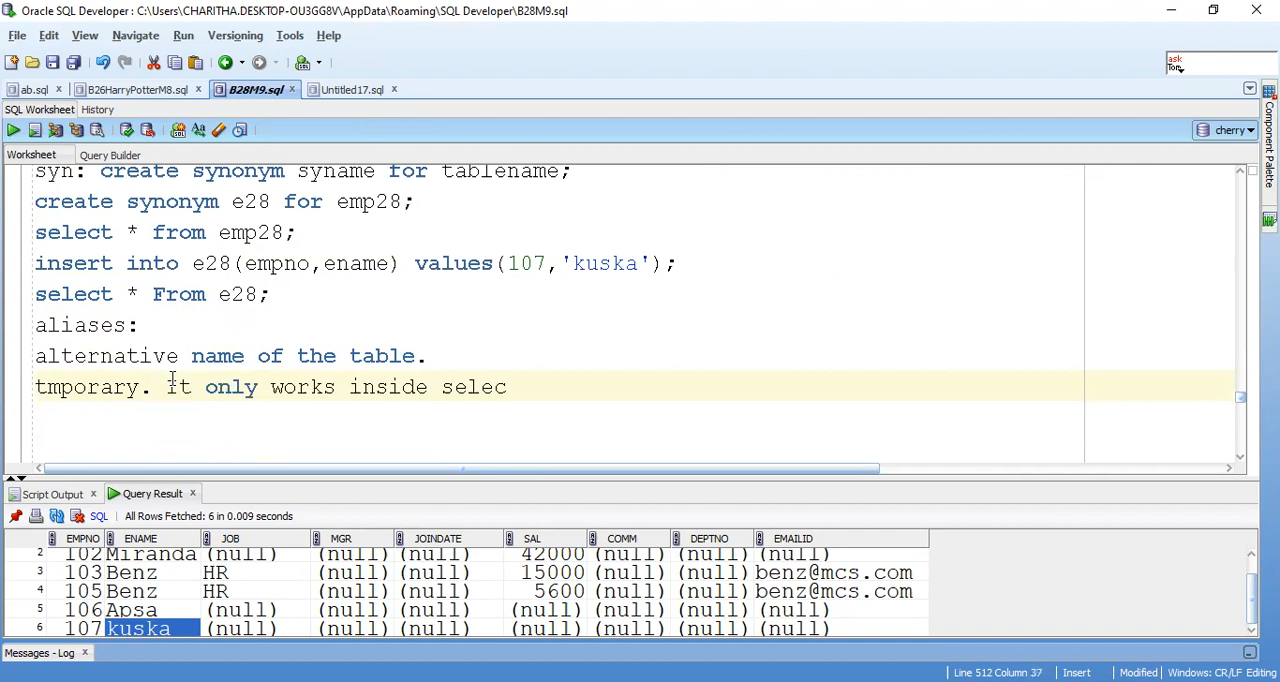 Oracle SQL Developer : C:\Users\CHARITHA.DESKTOP-OU3GG8V\AppData\Roaming\SQL Developer\B28M9.sql
File Edit View Navigate Run Versioning Tools Help
ask
Tom
ab.sql B26HarryPotterM8.sql B28M9.sql Untitled17.sql
SQL Worksheet History
cherry
Worksheet Query Builder
Component Palette
syn: create synonym syname for tablename;
create synonym e28 for emp28;
select * from emp28;
insert into e28(empno,ename) values(107,'kuska');
select * From e28;
aliases:
alternative name of the table.
tmporary. It only works inside selec
Script Output Query Result
SQL All Rows Fetched: 6 in 0.009 seconds
EMPNO ENAME JOB MGR JOINDATE SAL COMM DEPTNO EMAILID
2 102 Miranda (null) (null) (null) 42000 (null) (null) (null)
3 103 Benz HR (null) (null) 15000 (null) (null) benz@mcs.com
4 105 Benz HR (null) (null) 5600 (null) (null) benz@mcs.com
5 106 Apsa (null) (null) (null) (null) (null) (null) (null)
6 107 kuska (null) (null) (null) (null) (null) (null) (null)
Messages - Log
Line 512 Column 37 Insert Modified Windows: CR/LF Editing